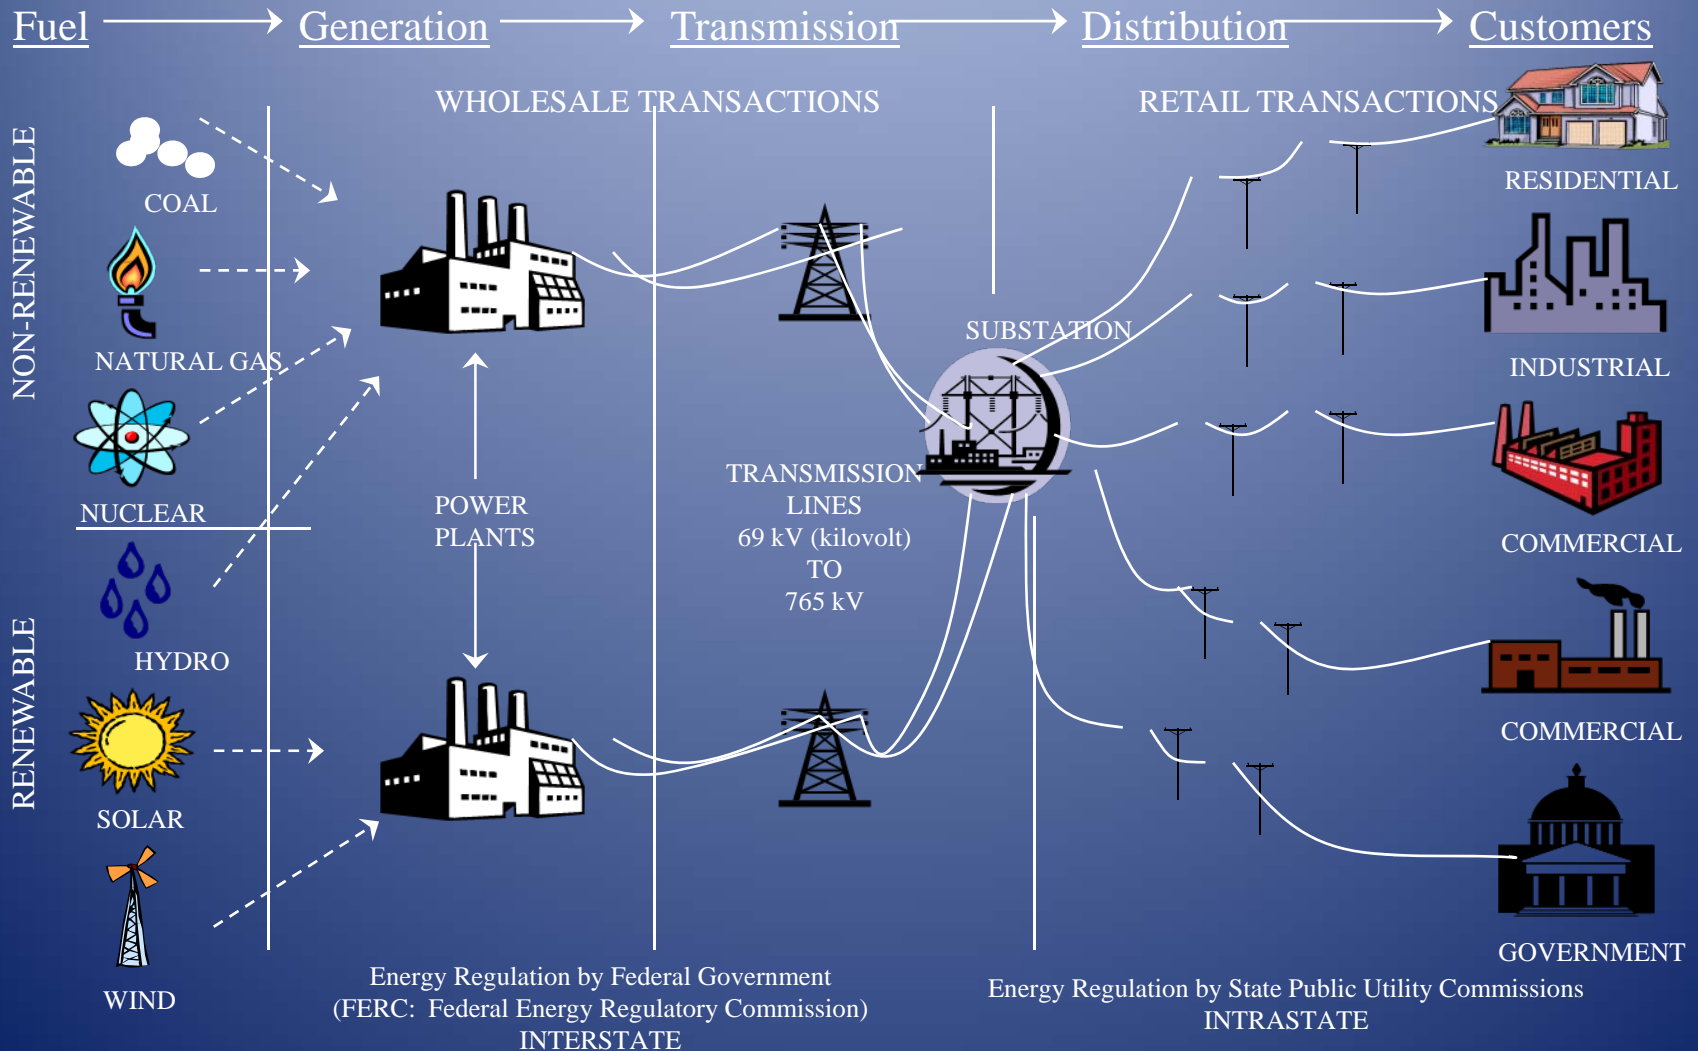 Fuel
Generation
Transmission
Distribution
Customers
WHOLESALE TRANSACTIONS
RETAIL TRANSACTIONS
NON-RENEWABLE
COAL
NATURAL GAS
NUCLEAR
RENEWABLE
HYDRO
SOLAR
WIND
POWER
PLANTS
TRANSMISSION
LINES
69 kV (kilovolt)
TO
765 kV
SUBSTATION
RESIDENTIAL
INDUSTRIAL
COMMERCIAL
COMMERCIAL
GOVERNMENT
Energy Regulation by Federal Government
(FERC: Federal Energy Regulatory Commission)
INTERSTATE
Energy Regulation by State Public Utility Commissions
INTRASTATE